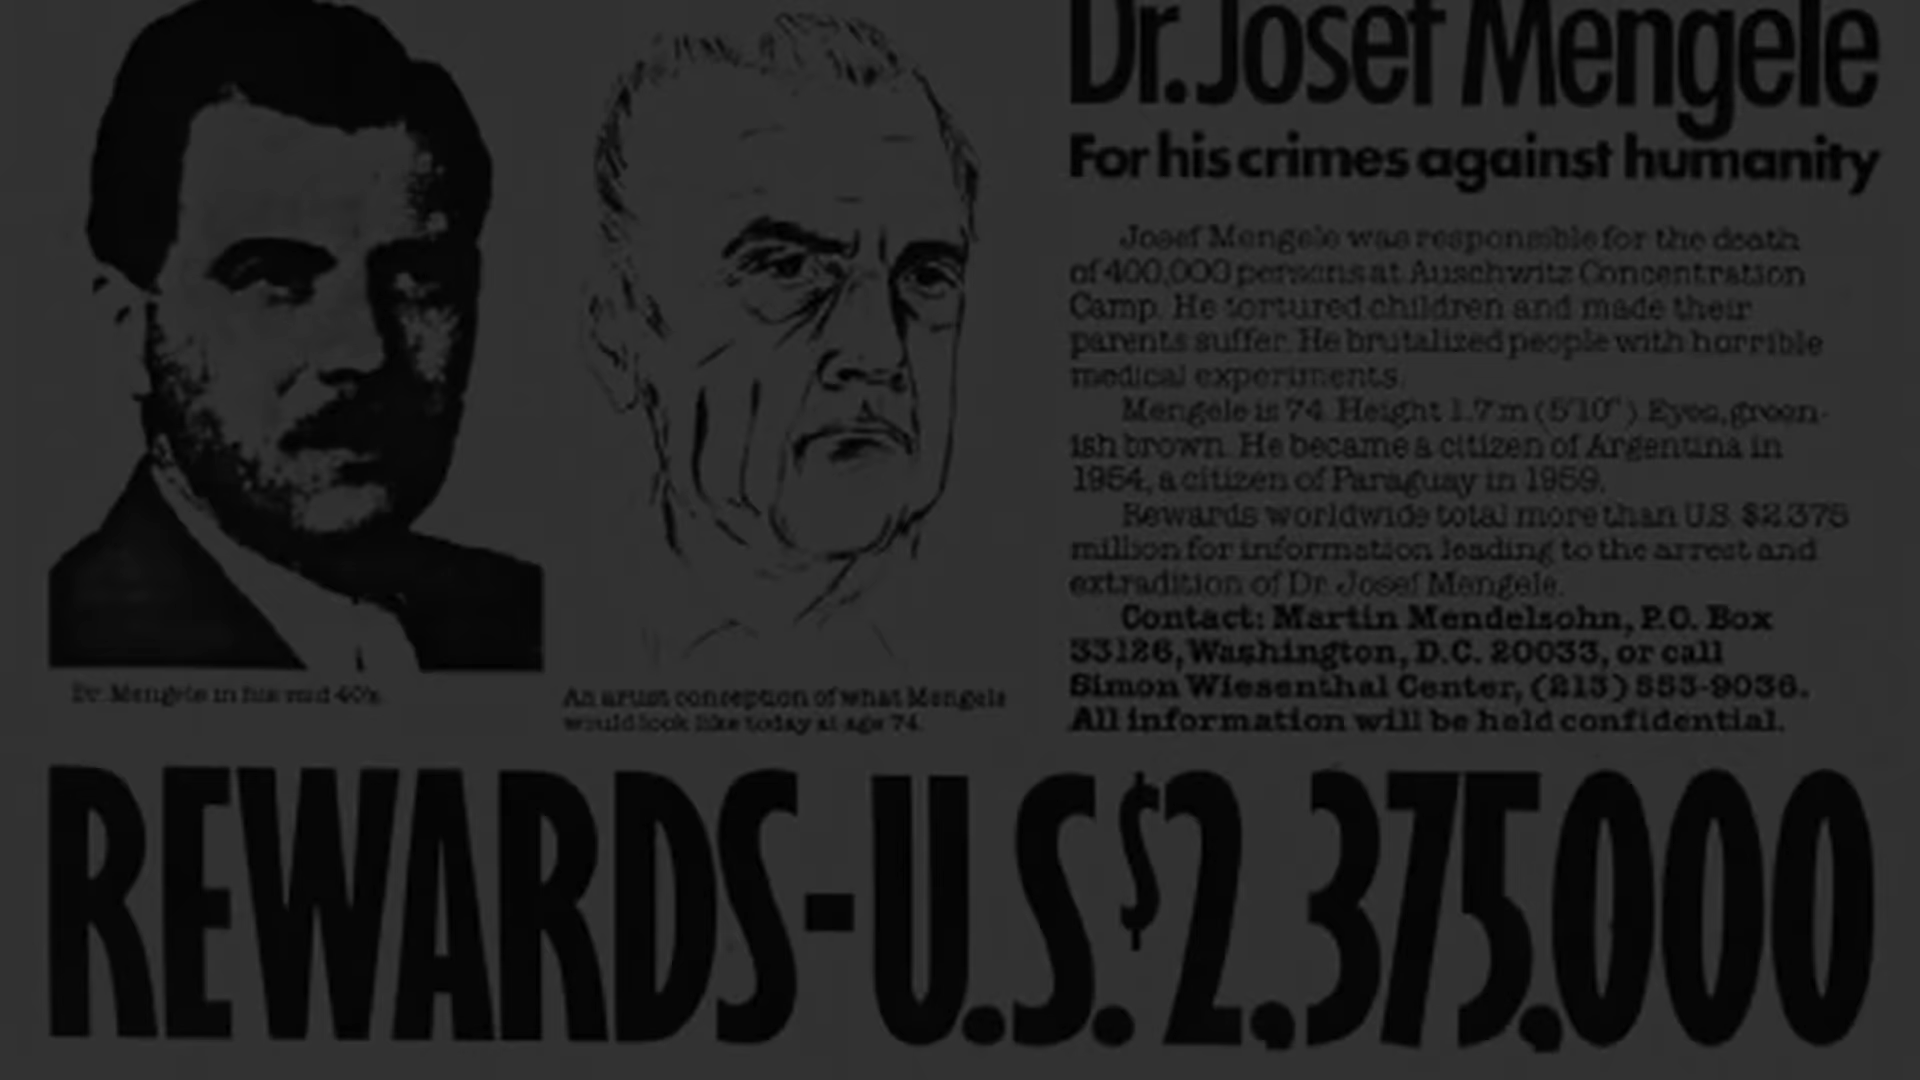 Dr. Josef Mengele
For his crimes against humanity
Josef Mengele was responsible for the death
of 400,000 persons at Auschwitz Concentration
Camp. He tortured children and made their
parents suffer. He brutalized people with horrible
medical experiments.
Mengele is 74. Height 1.7 m (5'10"). Eyes, green-
ish brown. He became a citizen of Argentina in
1954, a citizen of Paraguay in 1959.
Rewards worldwide total more than U.S. $2.375
million for information leading to the arrest and
extradition of Dr. Josef Mengele.
Contact: Martin Mendelsohn, P.O. Box
33126, Washington, D.C. 20033, or call
Simon Wiesenthal Center, (213) 553-9036.
All information will be held confidential.
Dr. Mengele in his mid 40's.
An artist conception of what Mengele
would look like today at age 74.
REWARDS-U.S.$2,375,000